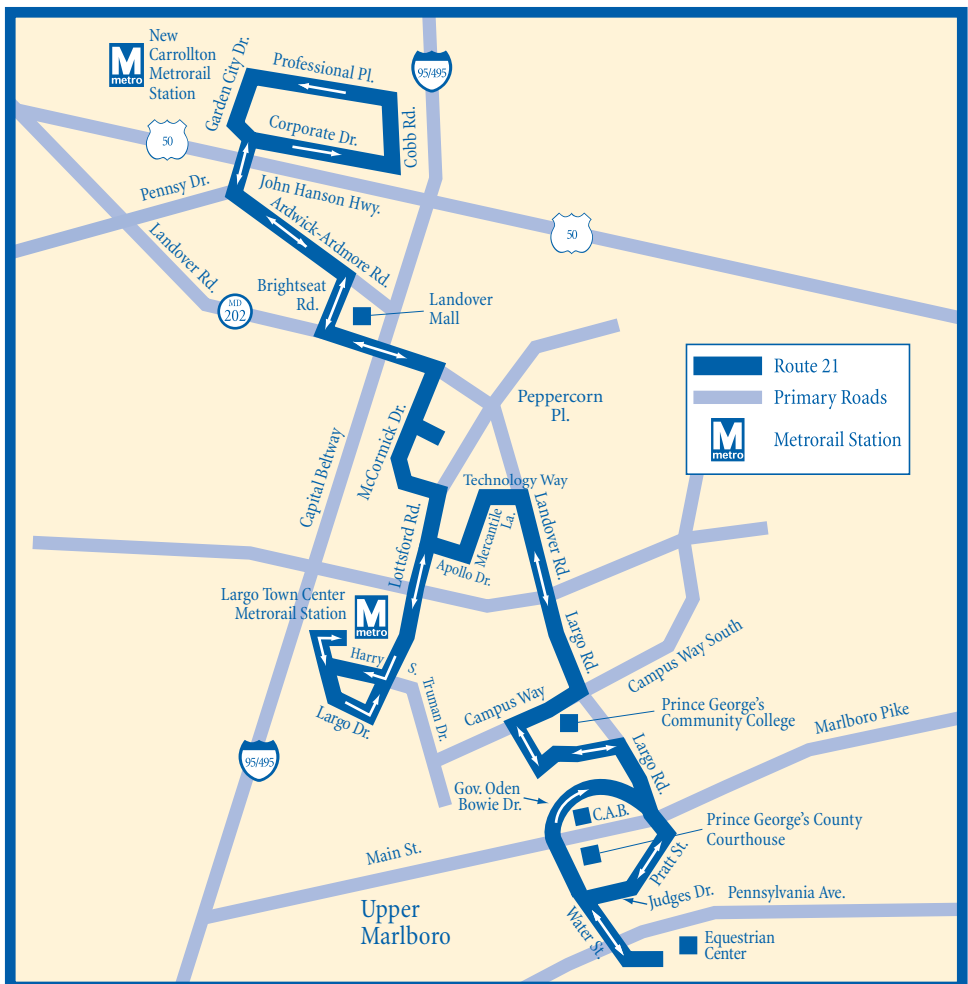 New
Carrollton
Metrorail
Station
M
metro
Garden City Dr.
Professional Pl.
95/495
Corporate Dr.
Cobb Rd.
50
Pennsy Dr.
John Hanson Hwy.
Ardwick-Ardmore Rd.
50
Landover Rd.
Brightseat
Rd.
MD
202
Landover
Mall
Route 21
Primary Roads
M
metro
Metrorail Station
Peppercorn
Pl.
McCormick Dr.
Capital Beltway
Technology Way
Lottsford Rd.
Mercantile
La.
Landover Rd.
Apollo Dr.
Largo Town Center
Metrorail Station
M
metro
Harry
S.
Truman Dr.
Largo Dr.
Largo Rd.
Campus Way South
Campus Way
Prince George's
Community College
Marlboro Pike
95/495
Largo Rd.
Gov. Oden
Bowie Dr.
C.A.B.
Prince George's County
Courthouse
Main St.
Pratt St.
Judges Dr.
Pennsylvania Ave.
Upper
Marlboro
Water St.
Equestrian
Center